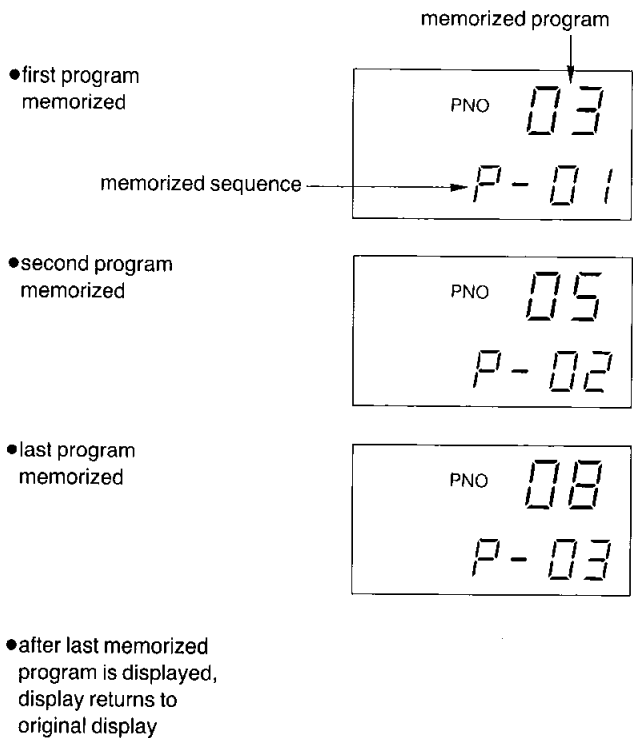 memorized program
●first program
memorized
PNO 03
memorized sequence
P-01
●second program
memorized
PNO 05
P-02
●last program
memorized
PNO 08
P-03
●after last memorized
program is displayed,
display returns to
original display